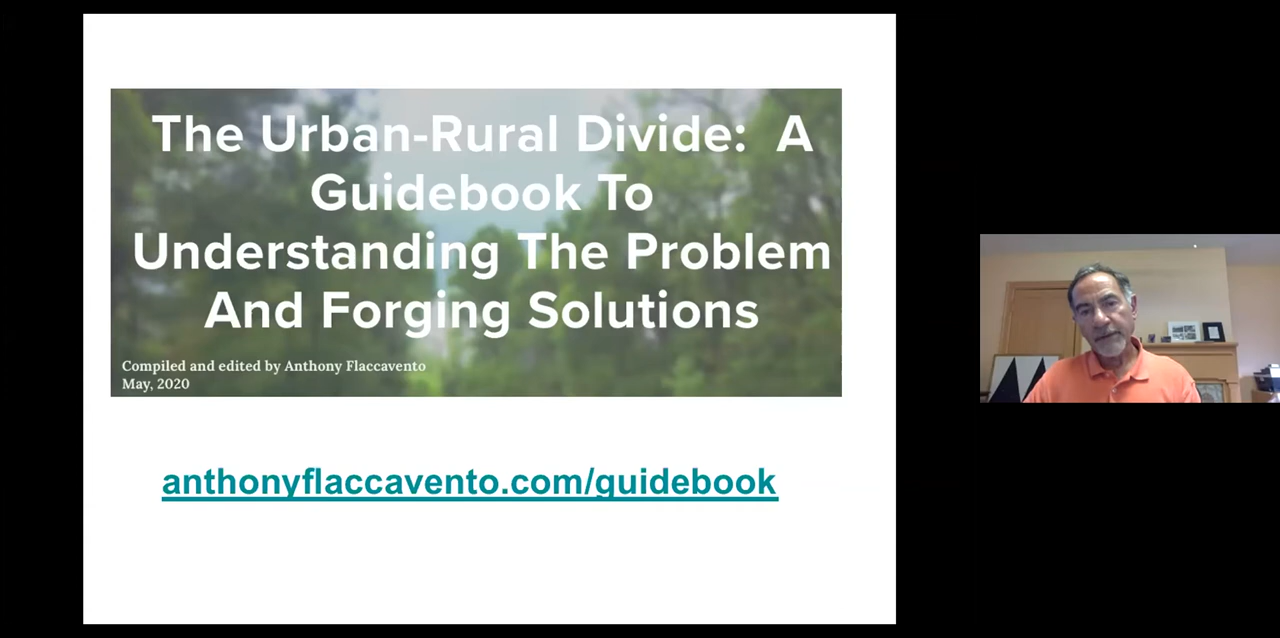 The Urban-Rural Divide: A
Guidebook To
Understanding The Problem
And Forging Solutions
Compiled and edited by Anthony Flaccavento
May, 2020
anthonyflaccavento.com/guidebook